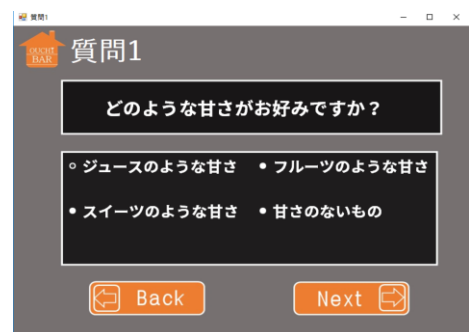 質問1
OUCHI
BAR
質問1
どのような甘さがお好みですか？
ジュースのような甘さ
フルーツのような甘さ
スイーツのような甘さ
甘さのないもの
Back
Next